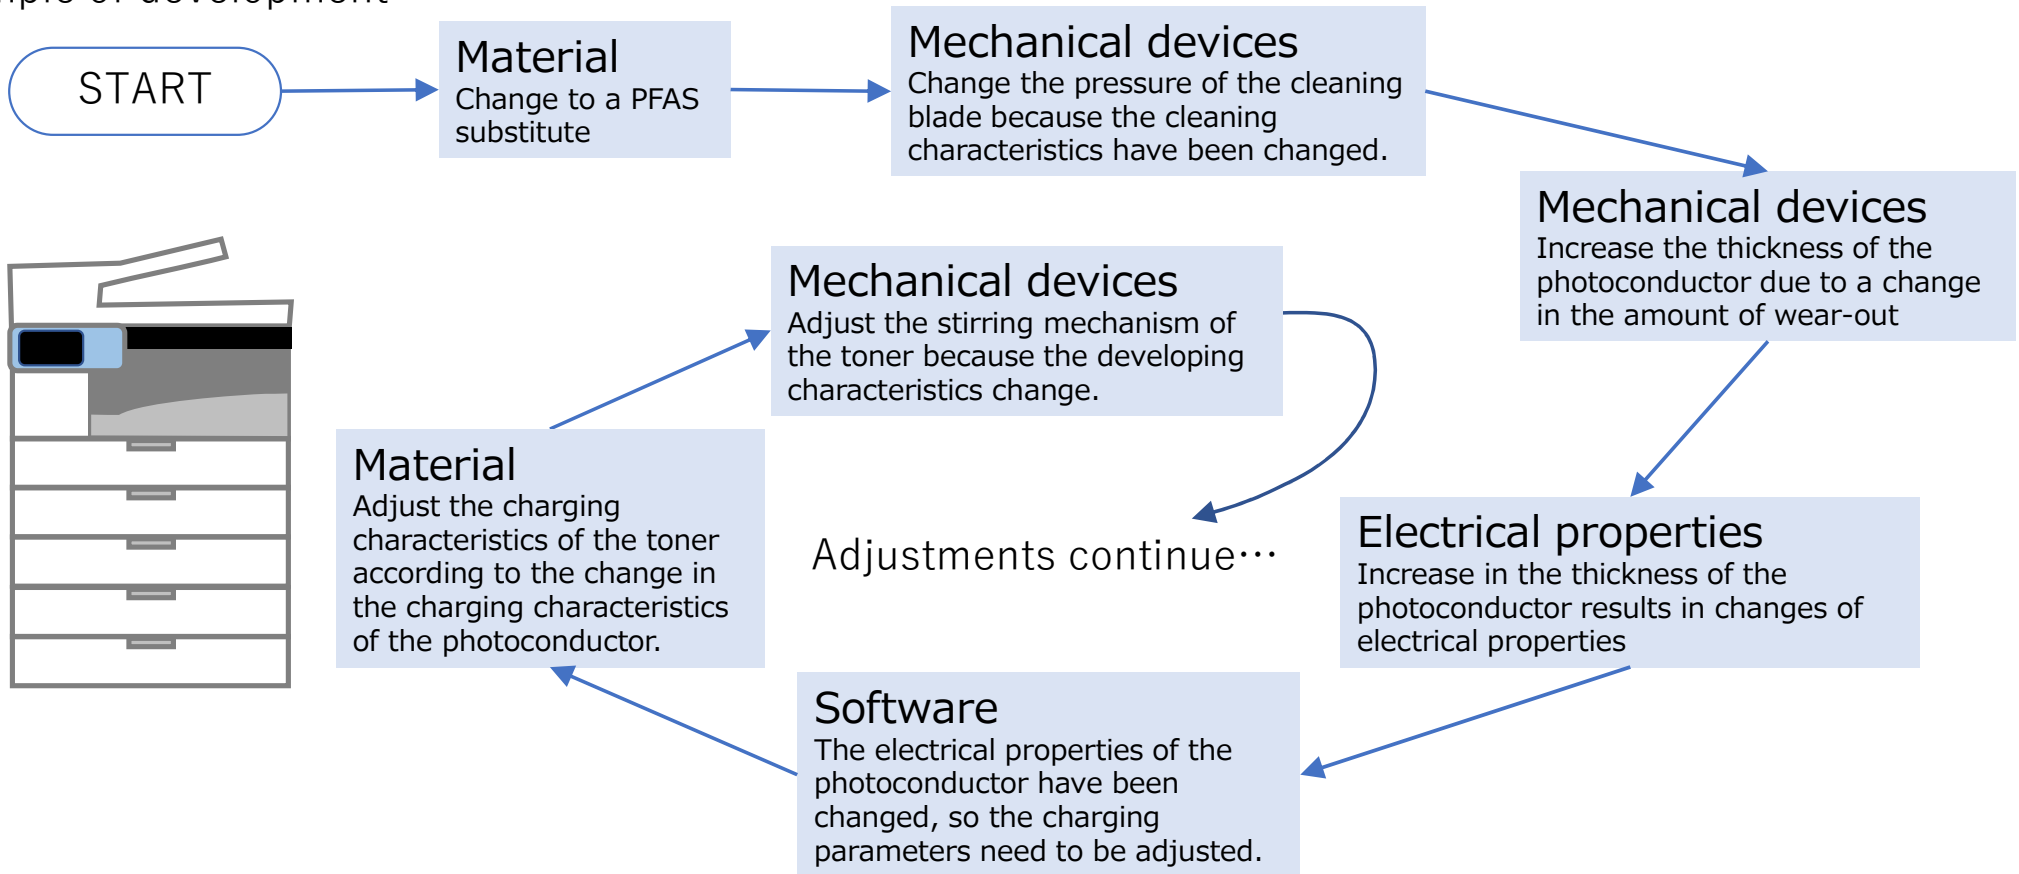 of development
START
Material
Change to a PFAS
substitute
Mechanical devices
Change the pressure of the cleaning
blade because the cleaning
characteristics have been changed.
Mechanical devices
Increase the thickness of the
photoconductor due to a change
in the amount of wear-out
Electrical properties
Increase in the thickness of the
photoconductor results in changes of
electrical properties
Software
The electrical properties of the
photoconductor have been
changed, so the charging
parameters need to be adjusted.
Material
Adjust the charging
characteristics of the toner
according to the change in
the charging characteristics
of the photoconductor.
Mechanical devices
Adjust the stirring mechanism of
the toner because the developing
characteristics change.
Adjustments continue…